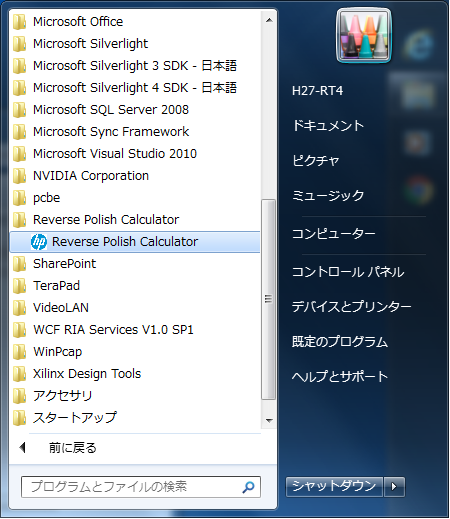 Microsoft Office
Microsoft Silverlight
Microsoft Silverlight 3 SDK - 日本語
Microsoft Silverlight 4 SDK - 日本語
Microsoft SQL Server 2008
Microsoft Sync Framework
Microsoft Visual Studio 2010
NVIDIA Corporation
pcbe
Reverse Polish Calculator
hp Reverse Polish Calculator
SharePoint
TeraPad
VideoLAN
WCF RIA Services V1.0 SP1
WinPcap
Xilinx Design Tools
アクセサリ
スタートアップ
前に戻る
プログラムとファイルの検索
H27-RT4
ドキュメント
ピクチャ
ミュージック
コンピューター
コントロール パネル
デバイスとプリンター
既定のプログラム
ヘルプとサポート
シャットダウン